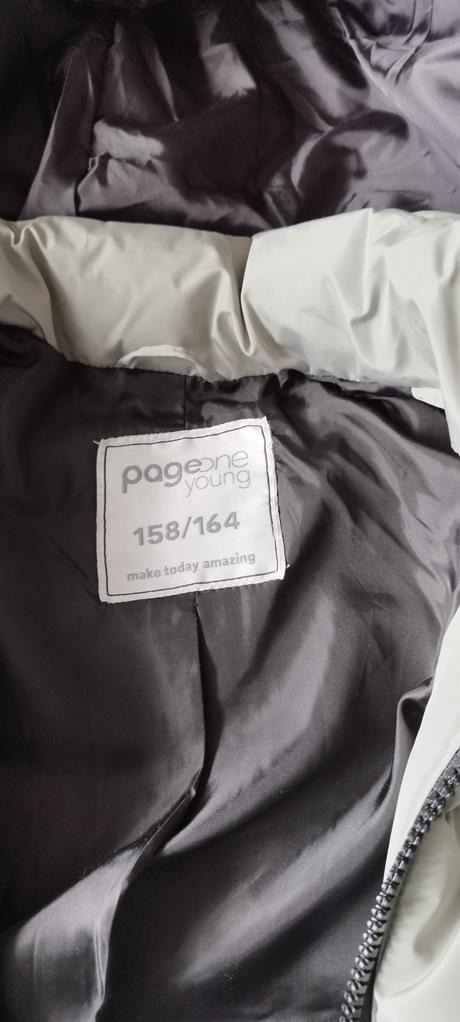 pageone
young
158/164
make today amazing